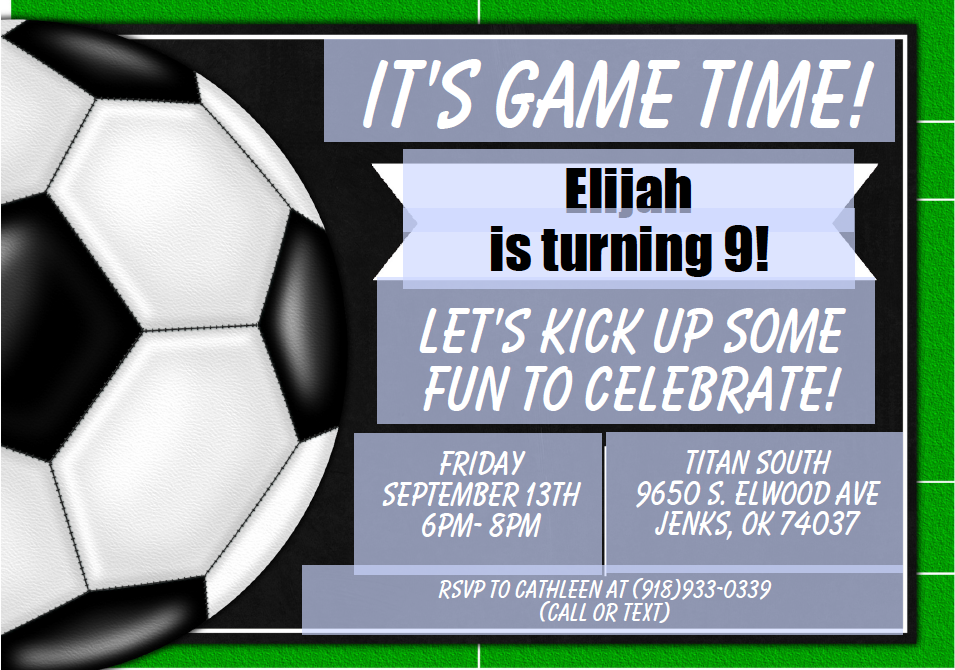 IT'S GAME TIME!
Elijah
is turning 9!
LET'S KICK UP SOME
FUN TO CELEBRATE!
FRIDAY
SEPTEMBER 13TH
6PM- 8PM
TITAN SOUTH
9650 S. ELWOOD AVE
JENKS, OK 74037
RSVP TO CATHLEEN AT (918)933-0339
(CALL OR TEXT)